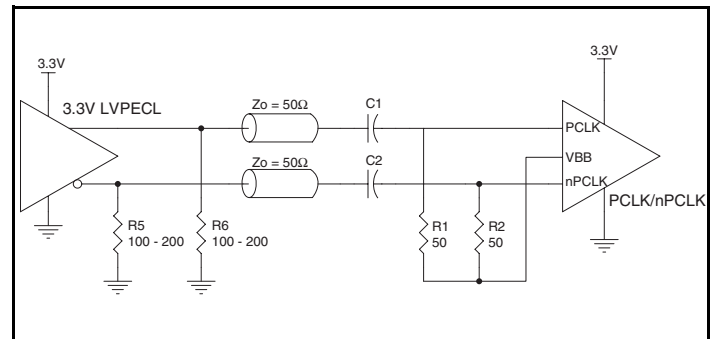 3.3V
3.3V
3.3V LVPECL
Zo = 50Ω
C1
PCLK
Zo = 50Ω
C2
VBB
nPCLK
PCLK/nPCLK
R5
100 - 200
R6
100 - 200
R1
50
R2
50